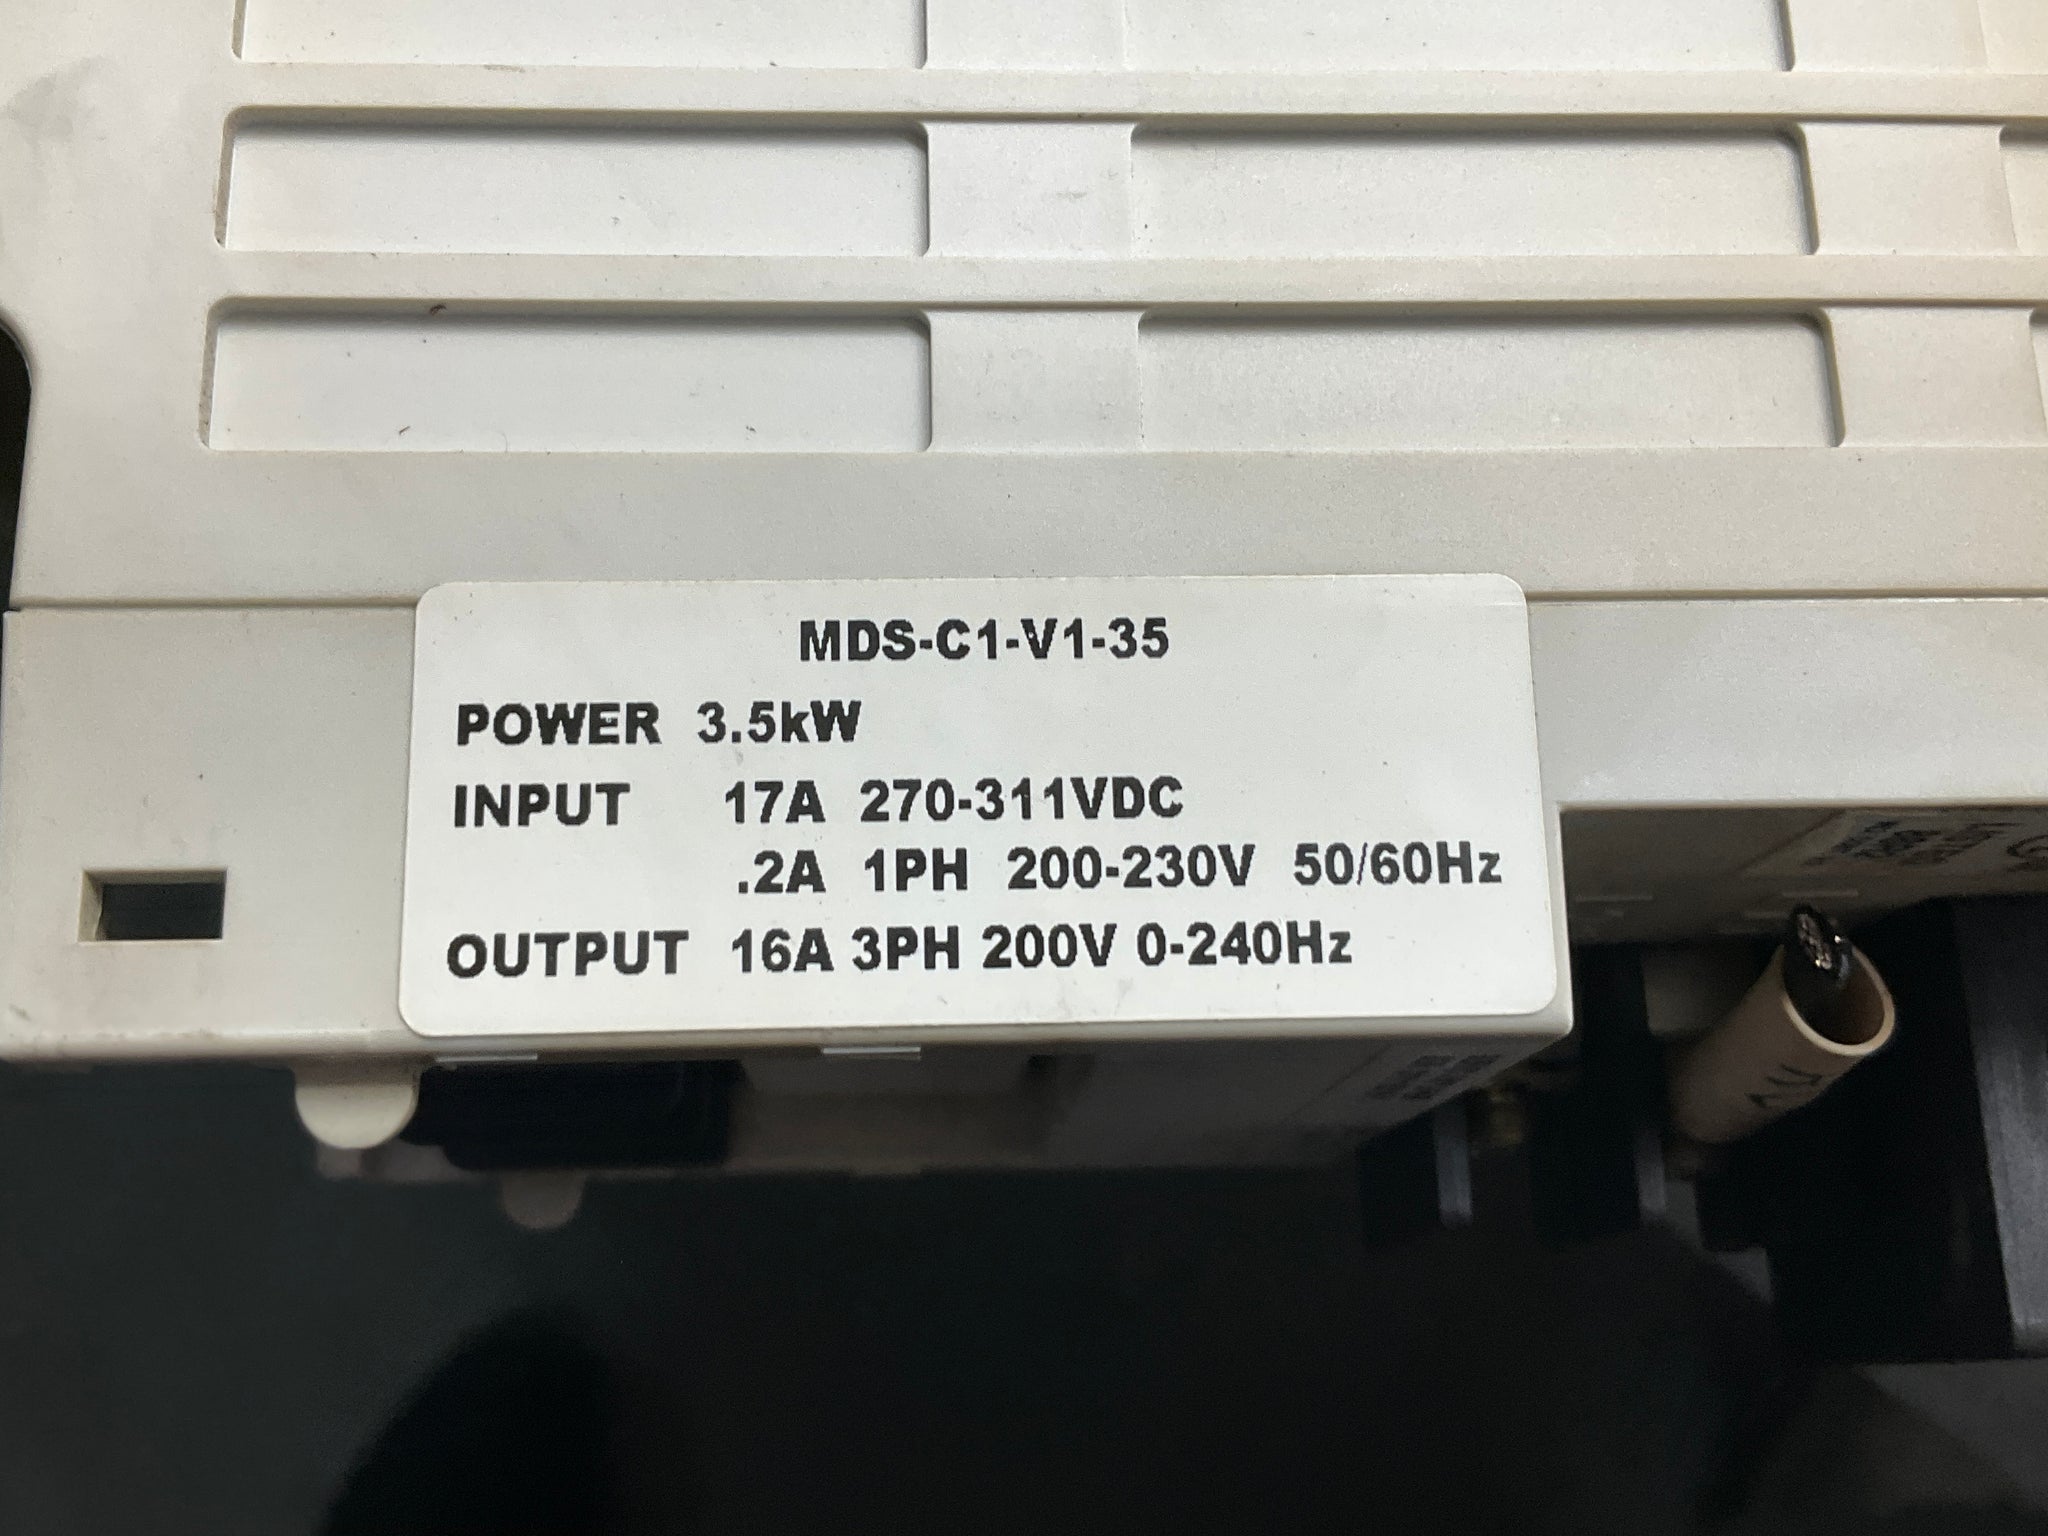 MDS-C1-V1-35
POWER 3.5kW
INPUT 17A 270-311VDC
.2A 1PH 200-230V 50/60Hz
OUTPUT 16A 3PH 200V 0-240Hz